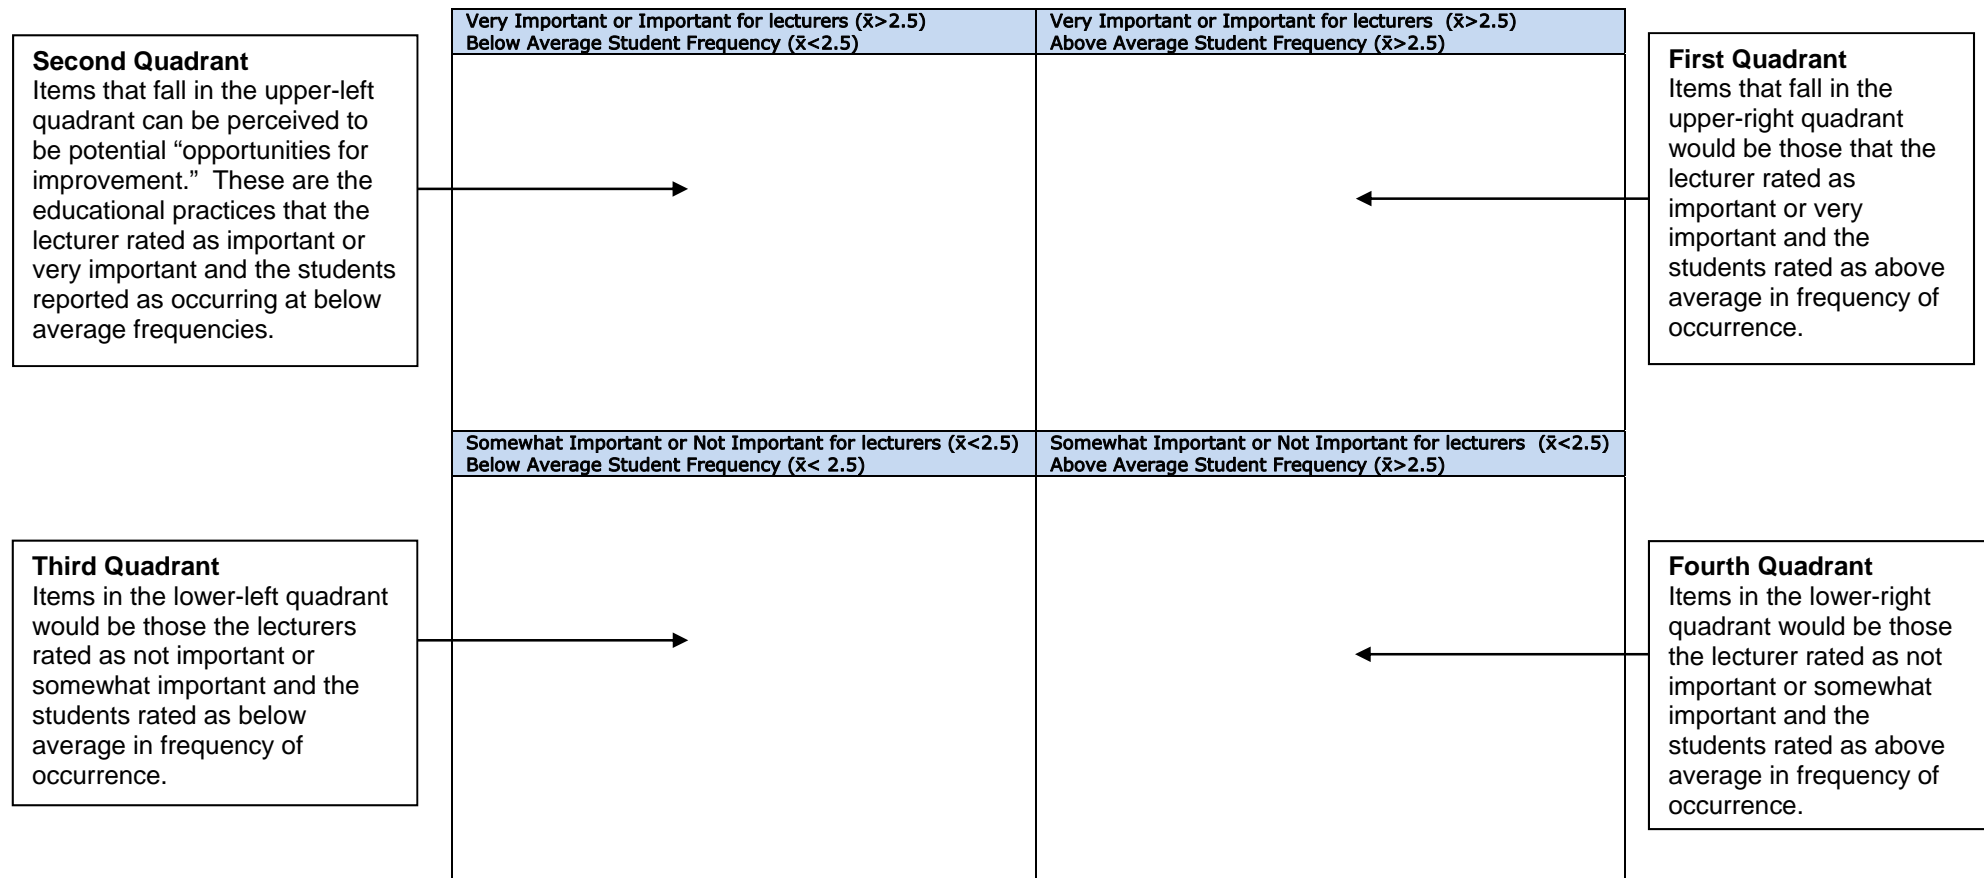 Very Important or Important for lecturers (x̄>2.5)
Below Average Student Frequency (x̄<2.5)
Very Important or Important for lecturers  (x̄>2.5)
Above Average Student Frequency (x̄>2.5)
Second Quadrant
Items that fall in the upper-left
quadrant can be perceived to
be potential “opportunities for
improvement.”  These are the
educational practices that the
lecturer rated as important or
very important and the students
reported as occurring at below
average frequencies.
First Quadrant
Items that fall in the
upper-right quadrant
would be those that the
lecturer rated as
important or very
important and the
students rated as above
average in frequency of
occurrence.
Somewhat Important or Not Important for lecturers (x̄<2.5)
Below Average Student Frequency (x̄< 2.5)
Somewhat Important or Not Important for lecturers  (x̄<2.5)
Above Average Student Frequency (x̄>2.5)
Third Quadrant
Items in the lower-left quadrant
would be those the lecturers
rated as not important or
somewhat important and the
students rated as below
average in frequency of
occurrence.
Fourth Quadrant
Items in the lower-right
quadrant would be those
the lecturer rated as not
important or somewhat
important and the
students rated as above
average in frequency of
occurrence.